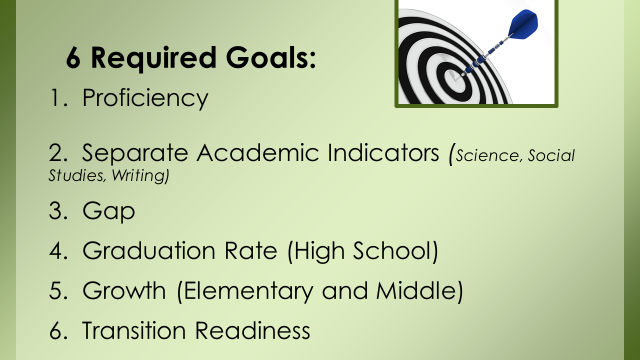 6 Required Goals:
1. Proficiency
2. Separate Academic Indicators (Science, Social
Studies, Writing)
3. Gap
4. Graduation Rate (High School)
5. Growth (Elementary and Middle)
6. Transition Readiness